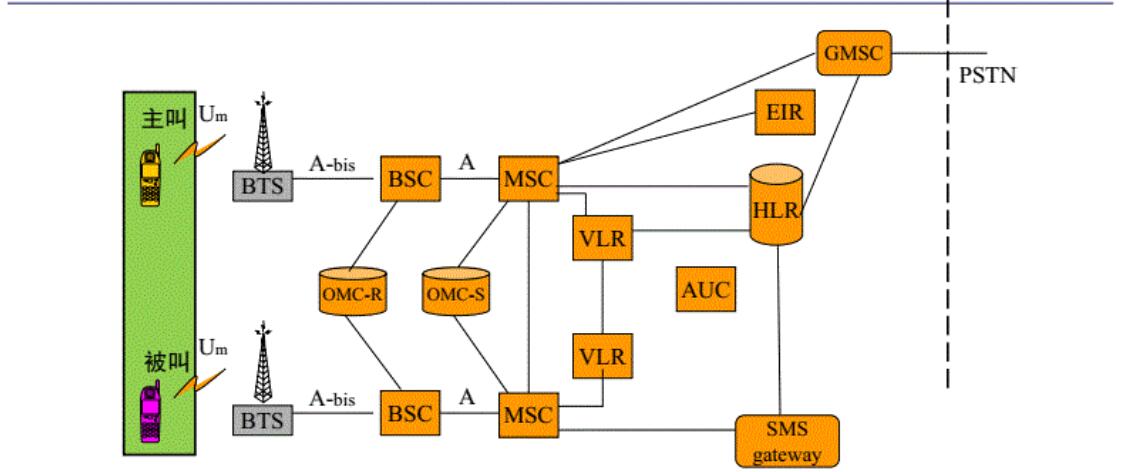 GMSC
PSTN
主叫
Um
EIR
A-bis
A
BTS
BSC
MSC
HLR
VLR
OMC-R
OMC-S
AUC
被叫
Um
VLR
A-bis
A
BTS
BSC
MSC
SMS
gateway